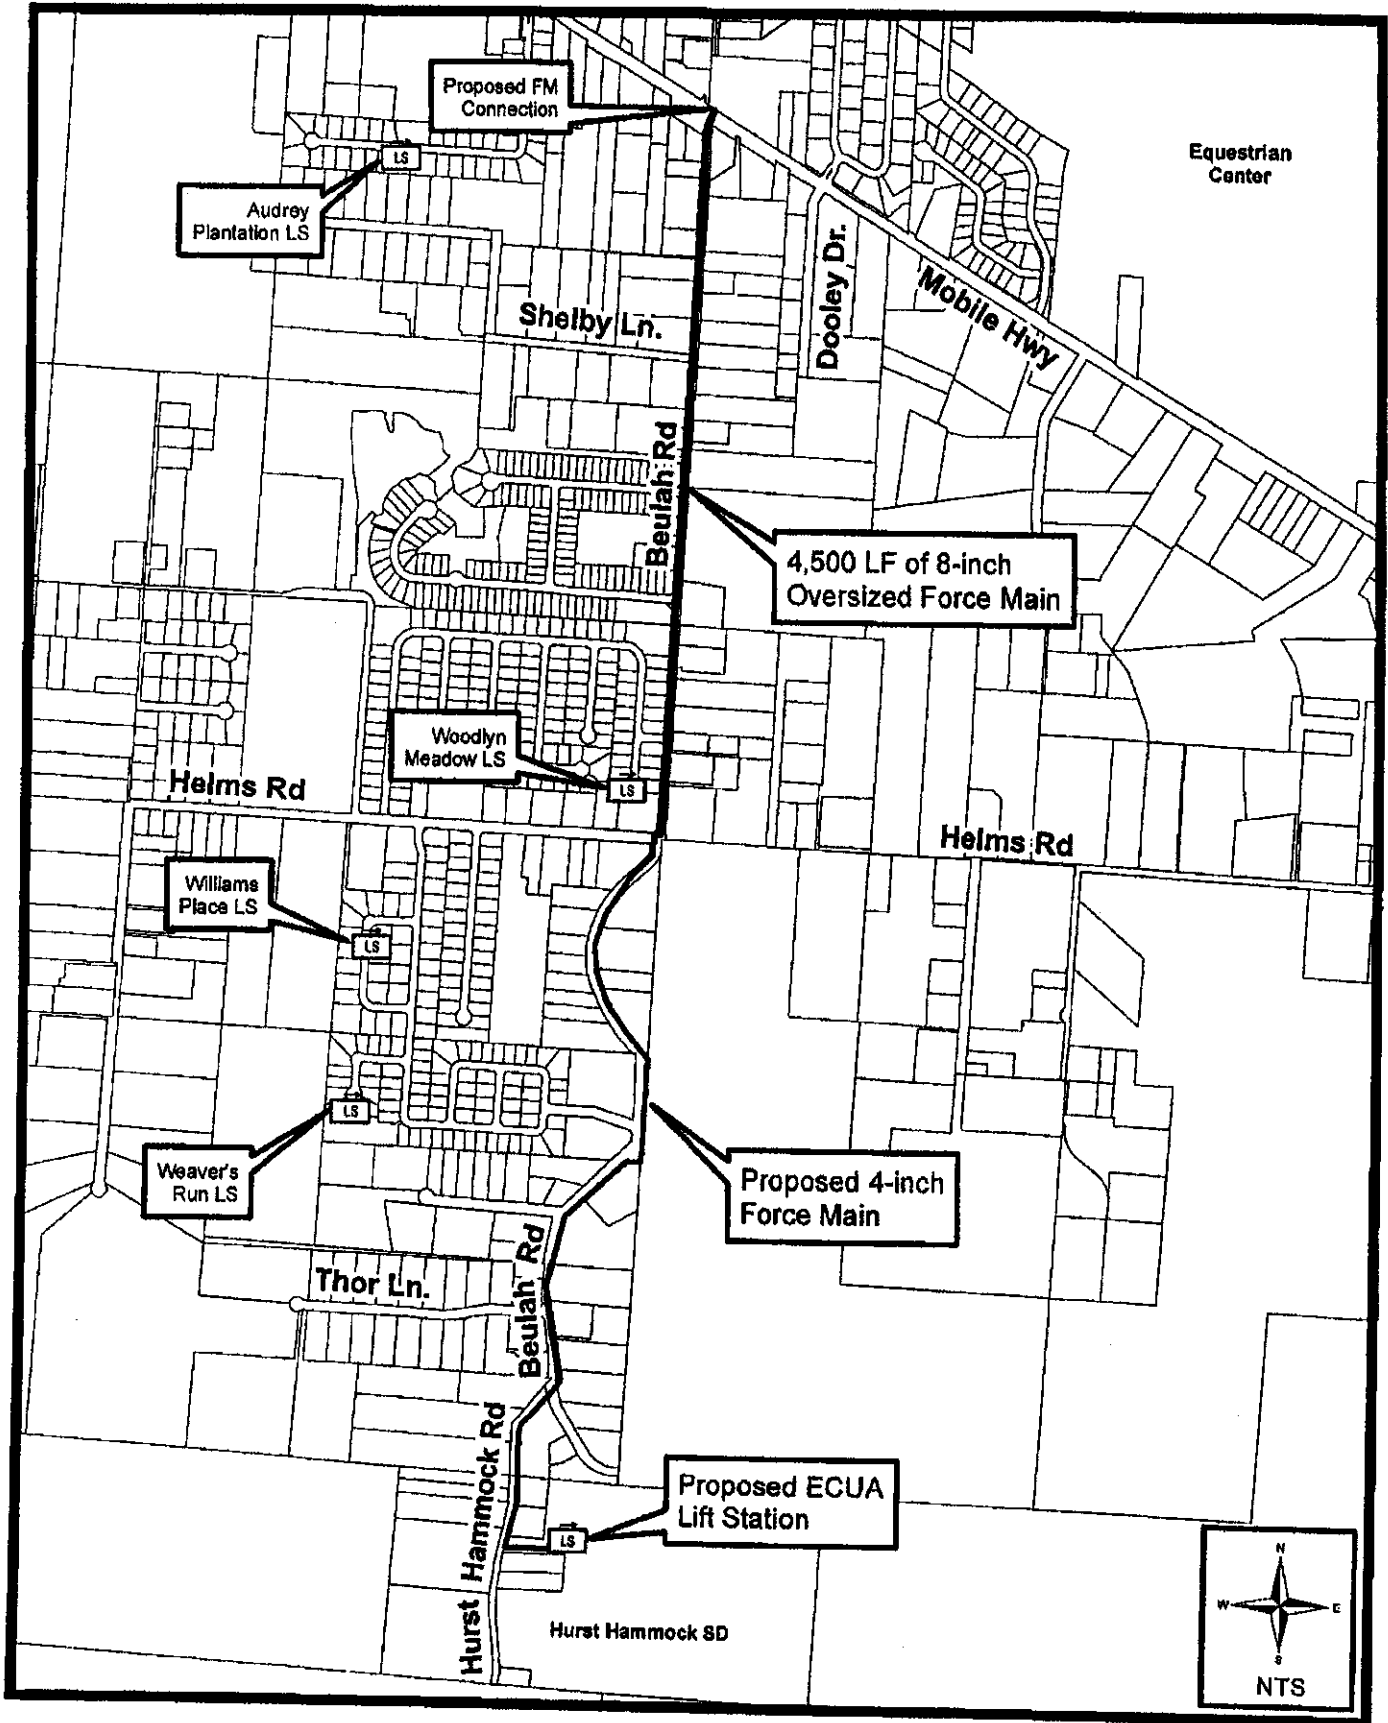 Proposed FM
Connection
LS
Equestrian
Center
Audrey
Plantation LS
Dooley Dr.
Mobile Hwy
Shelby Ln.
Beulah Rd
4,500 LF of 8-inch
Oversized Force Main
Woodlyn
Meadow LS
LS
Helms Rd
Helms Rd
Williams
Place LS
LS
LS
Weaver's
Run LS
Proposed 4-inch
Force Main
Beulah Rd
Thor Ln.
Hurst Hammock Rd
Proposed ECUA
Lift Station
LS
Hurst Hammock SD
N
W
E
S
NTS